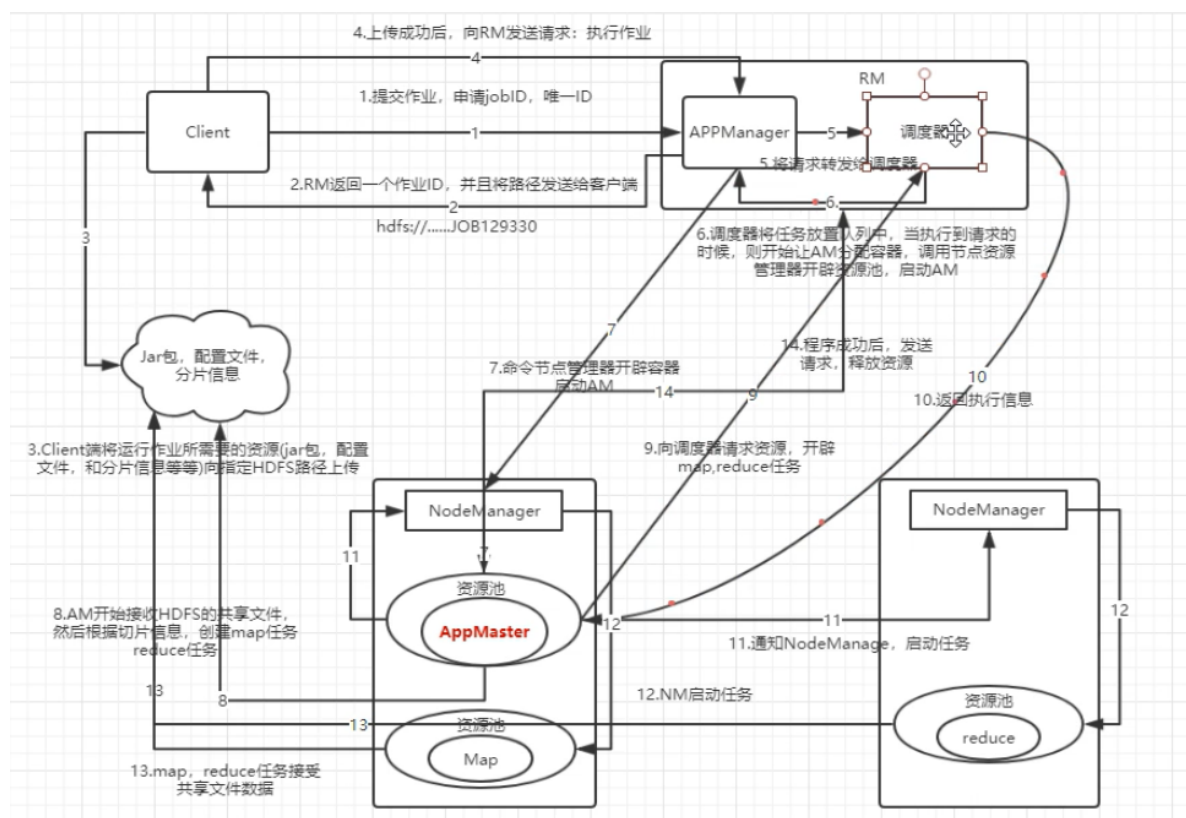 4.上传成功后，向RM发送请求：执行作业
4
RM
1.提交作业，申请jobID，唯一ID
Client
1
APPManager
5
调度器
5.将请求转发给调度器
2.RM返回一个作业ID，并且将路径发送给客户端
2
6.
hdfs://......JOB129330
3
6.调度器将任务放置队列中，当执行到请求的
时候，则开始让AM分配容器，调用节点资源
管理器开辟资源池，启动AM
7
Jar包，配置文件，
分片信息
14.程序成功后，发送
请求，释放资源
7.命令节点管理器开辟容器
启动AM
14
9
10
10.返回执行信息
3.Client端将运行作业所需要的资源(jar包，配置
文件，和分片信息等等)向指定HDFS路径上传
9.向调度器请求资源，开辟
map,reduce任务
NodeManager
NodeManager
11
7
资源池
AppMaster
8.AM开始接收HDFS的共享文件，
然后根据切片信息，创建map任务
reduce任务
12
11
12
11.通知NodeManage，启动任务
13
8
12.NM启动任务
13
资源池
Map
资源池
reduce
13.map，reduce任务接受
共享文件数据